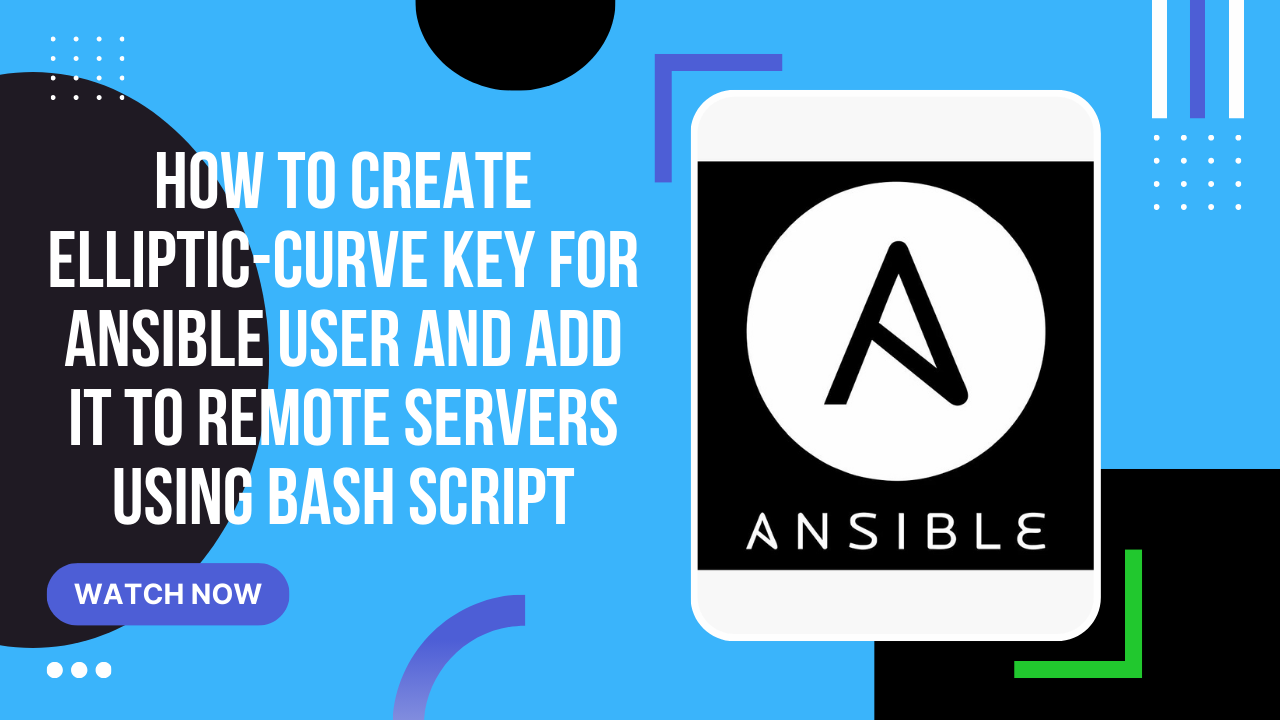 HOW TO CREATE
ELLIPTIC-CURVE KEY FOR
ANSIBLE USER AND ADD
IT TO REMOTE SERVERS
USING BASH SCRIPT
WATCH NOW
ANSIBLE